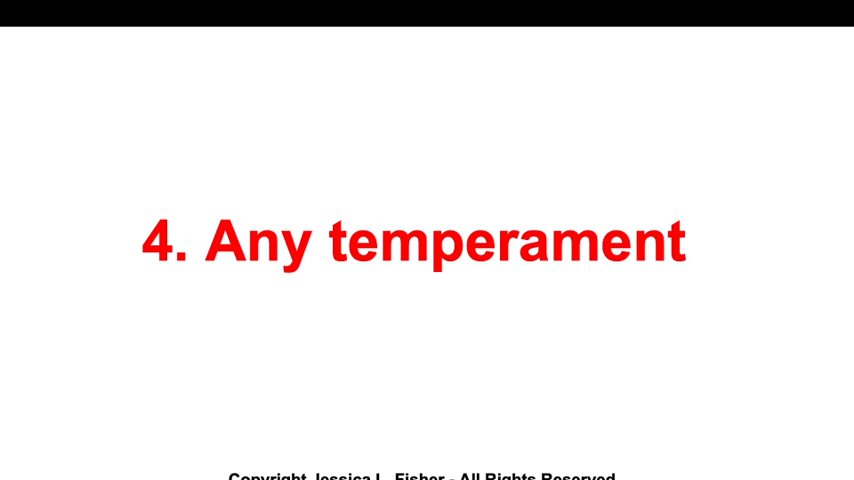 4. Any temperament
Copyright Jessica L. Fisher - All Rights Reserved